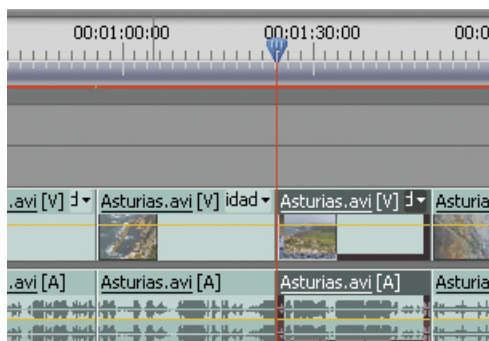 00:01:00:00 00:01:30:00 00:0
.avi [V] Asturias.avi [V] idad Asturias.avi [V] Asturia
.avi [A] Asturias.avi [A] Asturias.avi [A] Asturia